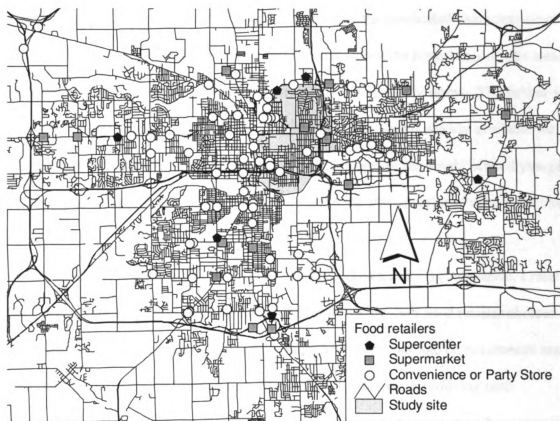 N
Food retailers
Supercenter
Supermarket
Convenience or Party Store
Roads
Study site